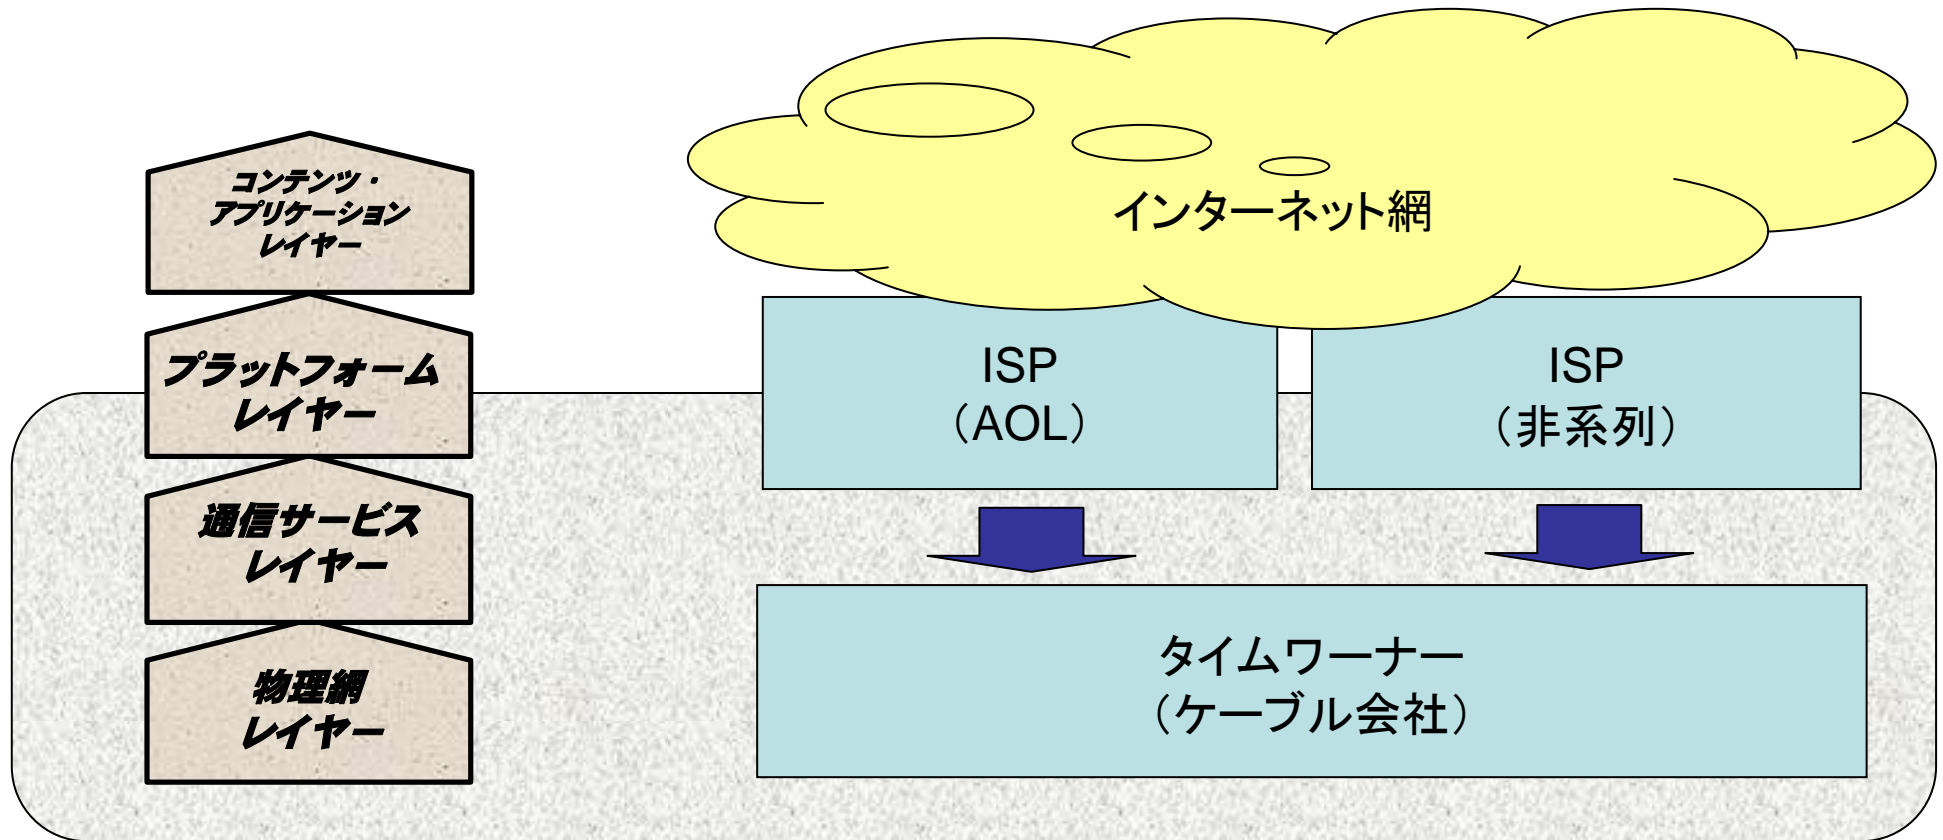 コンテンツ・
アプリケーション
レイヤー
プラットフォーム
レイヤー
通信サービス
レイヤー
物理網
レイヤー
インターネット網
ISP
（AOL）
ISP
（非系列）
タイムワーナー
（ケーブル会社）